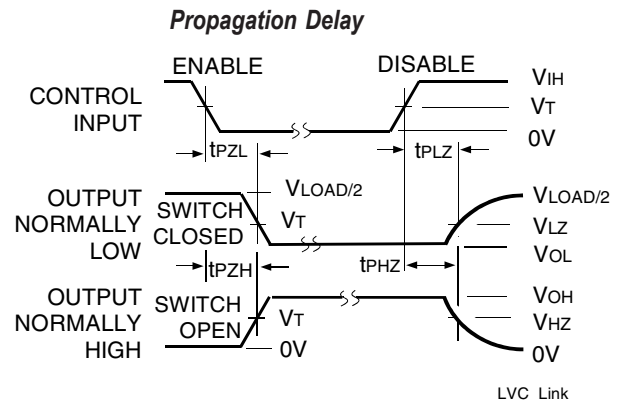 Propagation Delay
ENABLE
DISABLE
CONTROL
INPUT
VIH
VT
0V
tPZL
tPLZ
OUTPUT
NORMALLY
LOW
SWITCH
CLOSED
VLOAD/2
VT
VLOAD/2
VLZ
VOL
tPZH
tPHZ
OUTPUT
NORMALLY
HIGH
SWITCH
OPEN
VT
0V
VOH
VHZ
0V
LVC Link